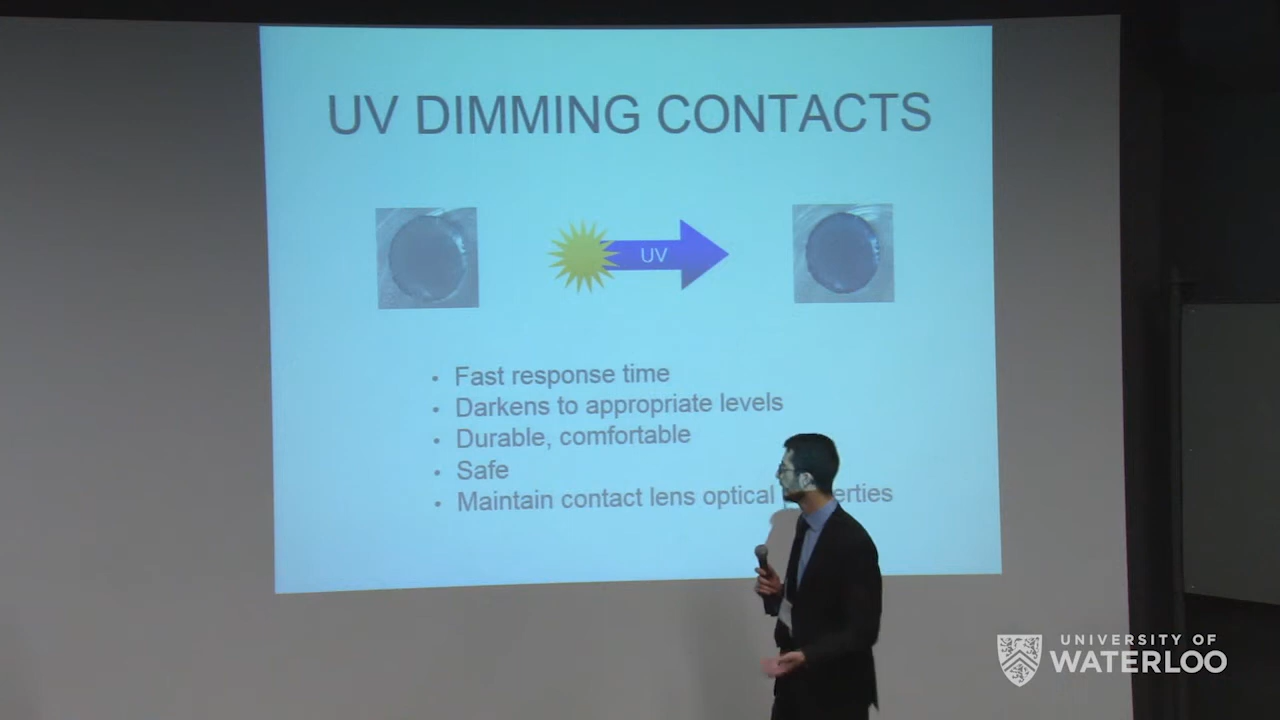 UV DIMMING CONTACTS
UV
• Fast response time
• Darkens to appropriate levels
• Durable, comfortable
• Safe
• Maintain contact lens optical
UNIVERSITY OF
WATERLOO